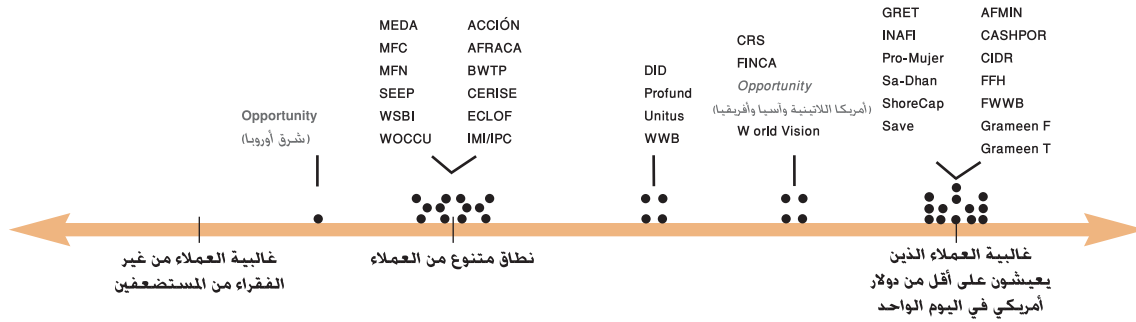 Opportunity
(شرق أوروبا)
MEDA
MFC
MFN
SEEP
WSBI
WOCCU
ACCIÓN
AFRACA
BWTP
CERISE
ECLOF
IMI/IPC
DID
Profund
Unitus
WWB
CRS
FINCA
Opportunity
(أمريكا اللاتينية وآسيا وأفريقيا)
W orld Vision
GRET
INAFI
Pro-Mujer
Sa-Dhan
ShoreCap
Save
AFMIN
CASHPOR
CIDR
FFH
FWWB
Grameen F
Grameen T
غالبية العملاء من غير
الفقراء من المستضعفين
نطاق متنوع من العملاء
غالبية العملاء الذين
يعيشون على أقل من دولار
أمريكي في اليوم الواحد